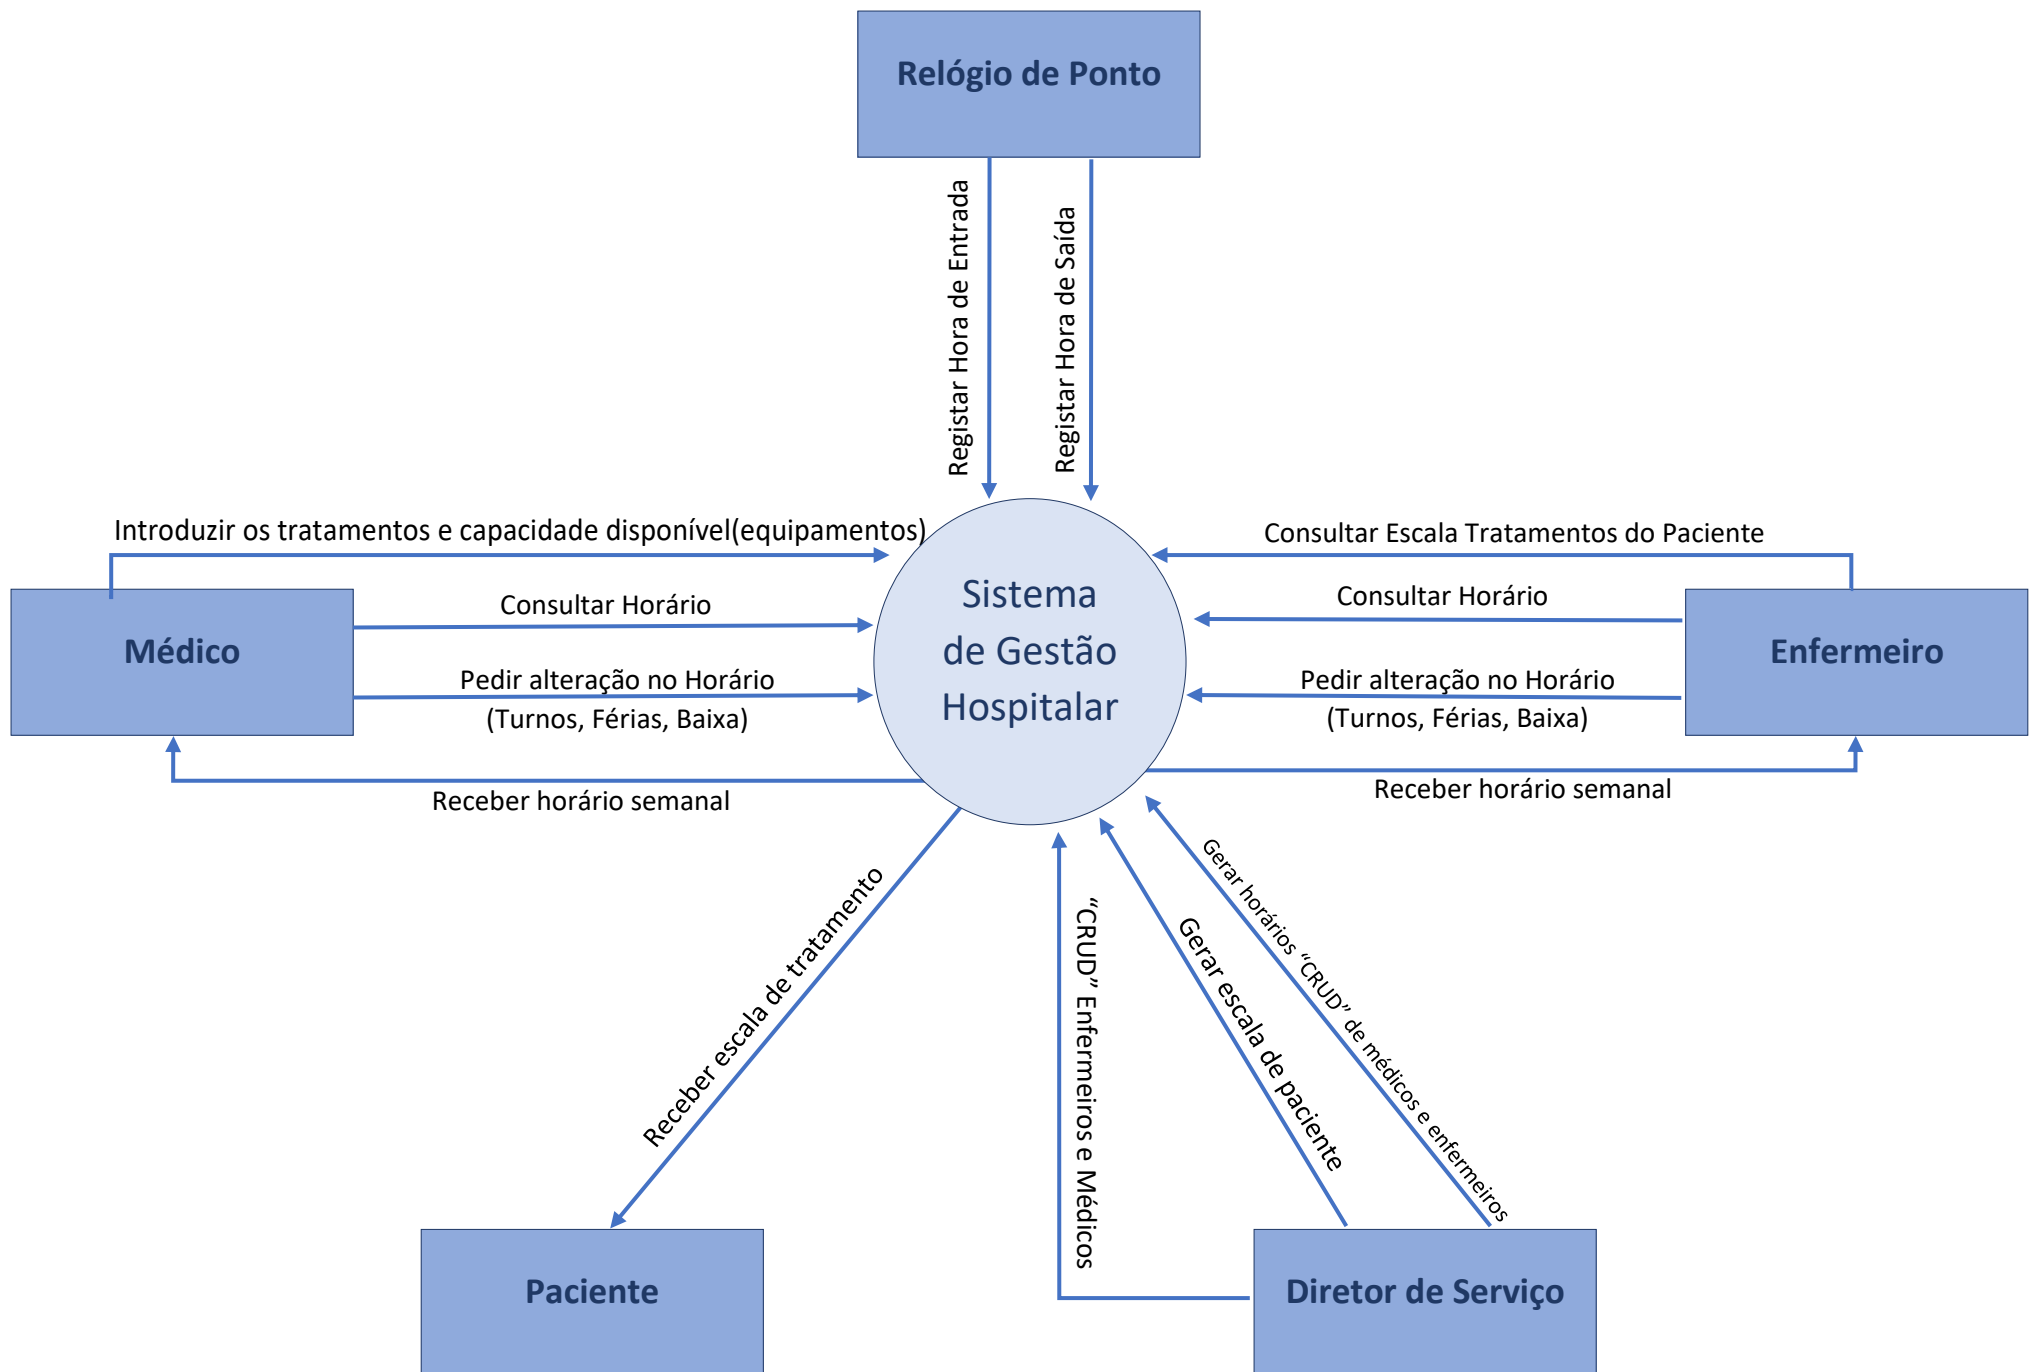 Relógio de Ponto
Registar Hora de Entrada
Registar Hora de Saída
Introduzir os tratamentos e capacidade disponível(equipamentos)
Consultar Horário
Médico
Pedir alteração no Horário
(Turnos, Férias, Baixa)
Receber horário semanal
Sistema
de Gestão
Hospitalar
Consultar Escala Tratamentos do Paciente
Consultar Horário
Enfermeiro
Pedir alteração no Horário
(Turnos, Férias, Baixa)
Receber horário semanal
Receber escala de tratamento
“CRUD” Enfermeiros e Médicos
Gerar escala de paciente
Gerar horários “CRUD” de médicos e enfermeiros
Paciente
Diretor de Serviço